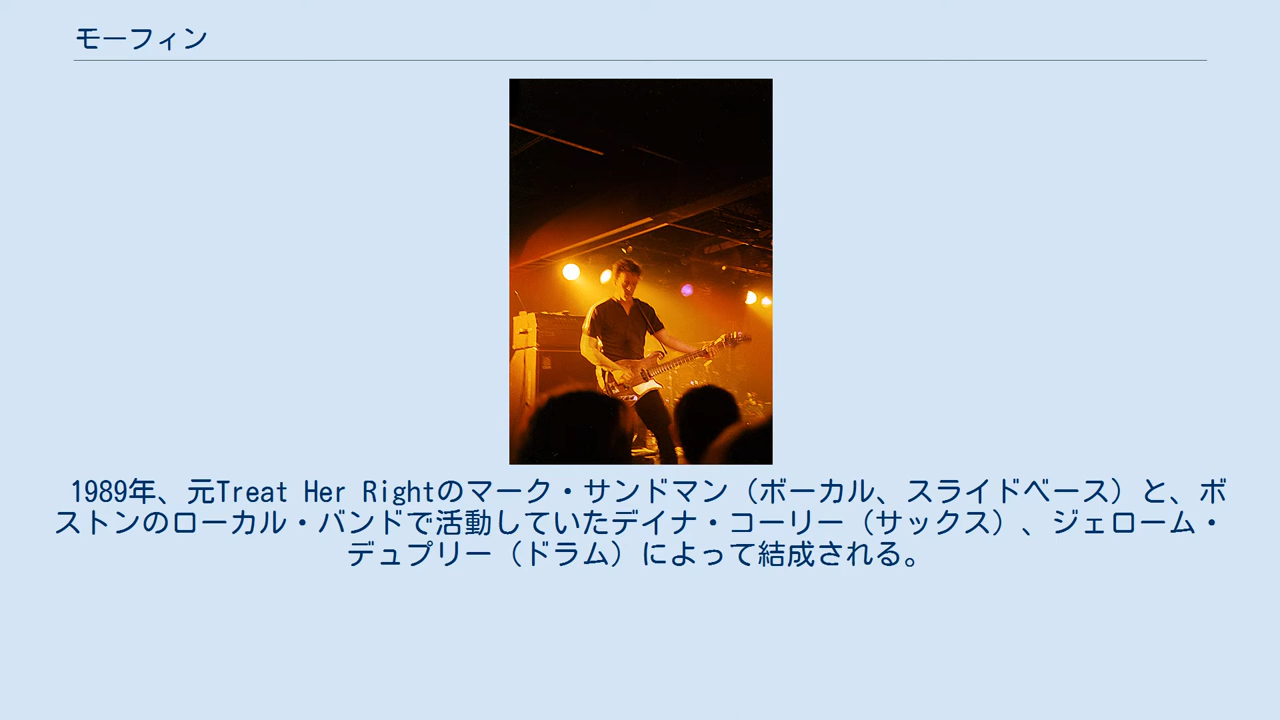 モーフィン
1989年、元Treat Her Rightのマーク・サンドマン（ボーカル、スライドベース）と、ボ
ストンのローカル・バンドで活動していたデイナ・コーリー（サックス）、ジェローム・
デュプリー（ドラム）によって結成される。